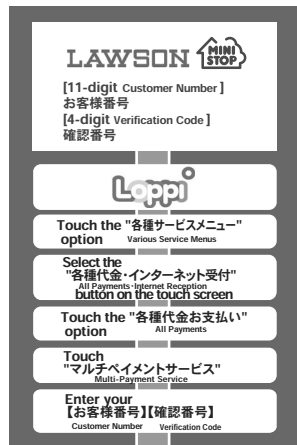 LAWSON MINI STOP
[11-digit Customer Number]
お客様番号
[4-digit Verification Code]
確認番号
Loppi
Touch the "各種サービスメニュー"
option Various Service Menus
Select the
"各種代金・インターネット受付"
All Payments·Internet Reception
button on the touch screen
Touch the "各種代金お支払い"
option All Payments
Touch
"マルチペイメントサービス"
Multi-Payment Service
Enter your
【お客様番号】【確認番号】
Customer Number Verification Code